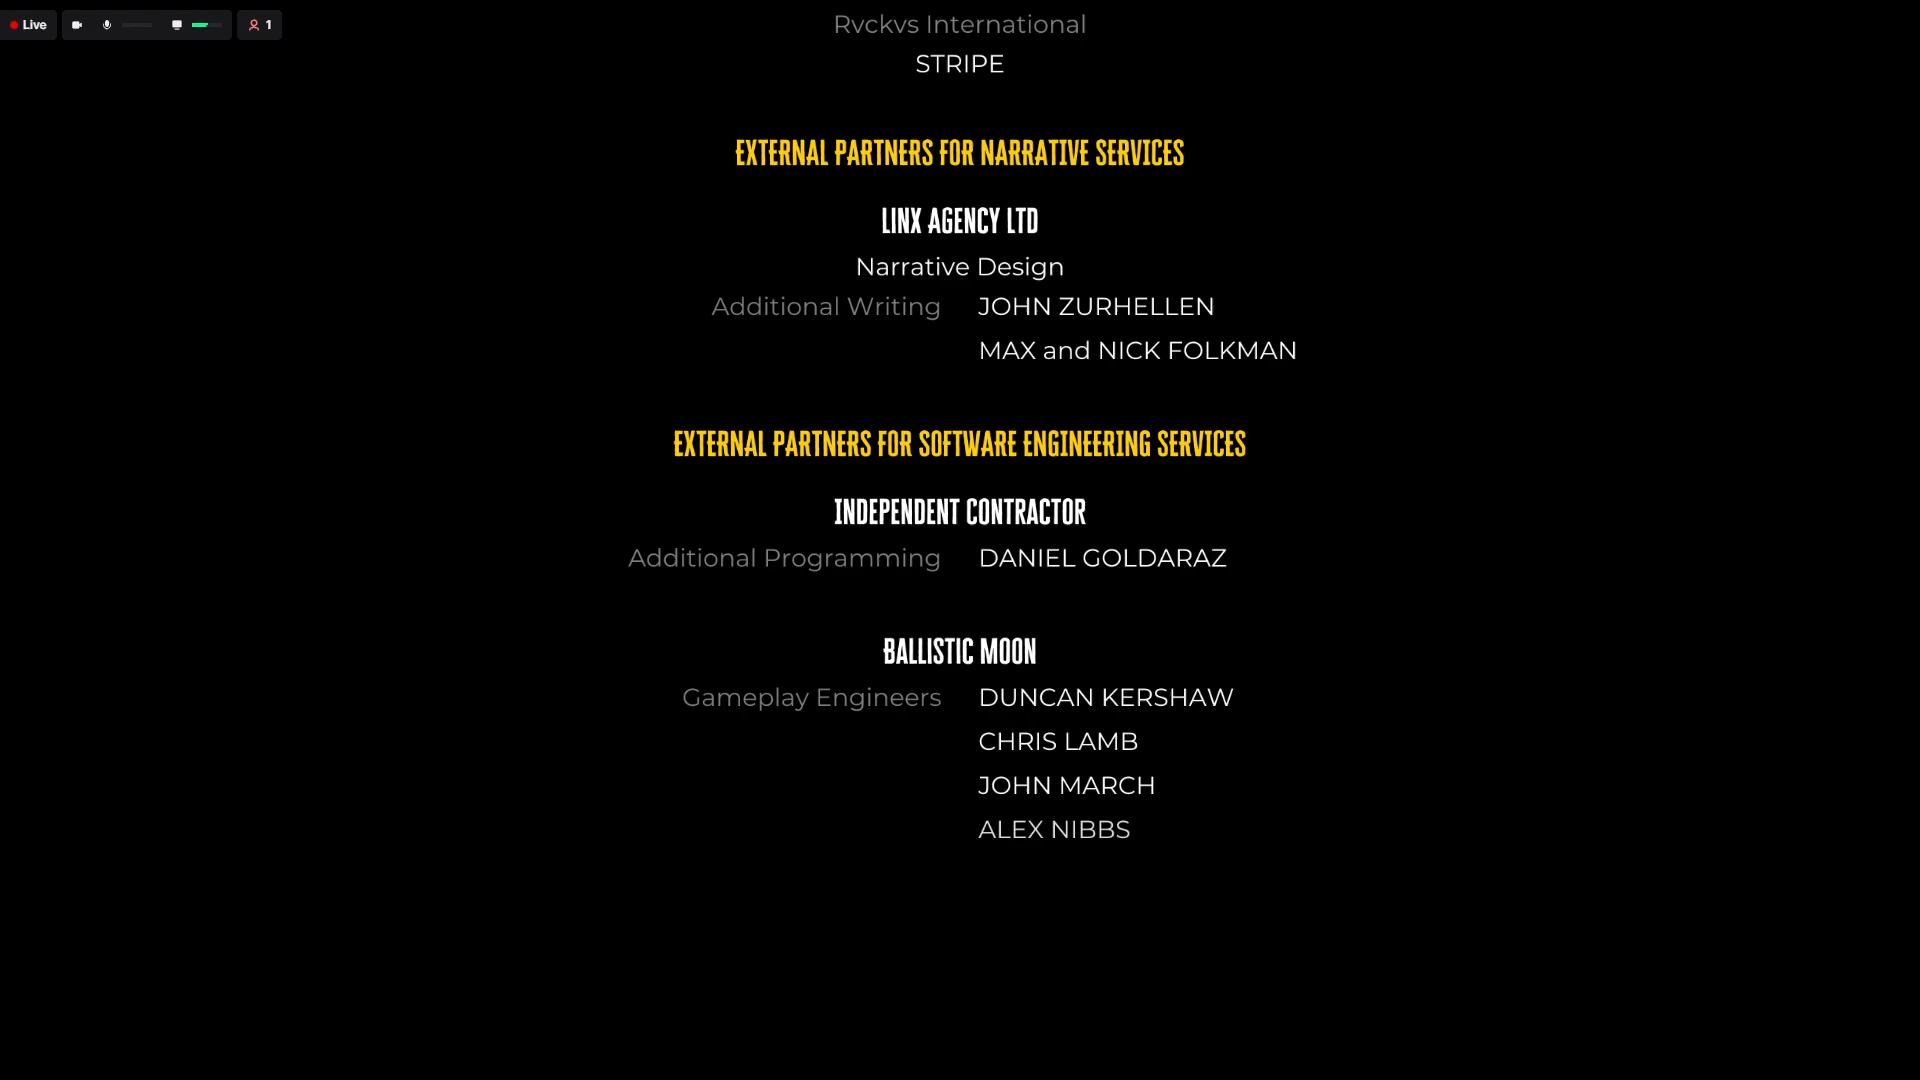 Live
1
Rvckvs International
STRIPE
EXTERNAL PARTNERS FOR NARRATIVE SERVICES
LINX AGENCY LTD
Narrative Design
Additional Writing JOHN ZURHELLEN
MAX and NICK FOLKMAN
EXTERNAL PARTNERS FOR SOFTWARE ENGINEERING SERVICES
INDEPENDENT CONTRACTOR
Additional Programming DANIEL GOLDARAZ
BALLISTIC MOON
Gameplay Engineers DUNCAN KERSHAW
CHRIS LAMB
JOHN MARCH
ALEX NIBBS